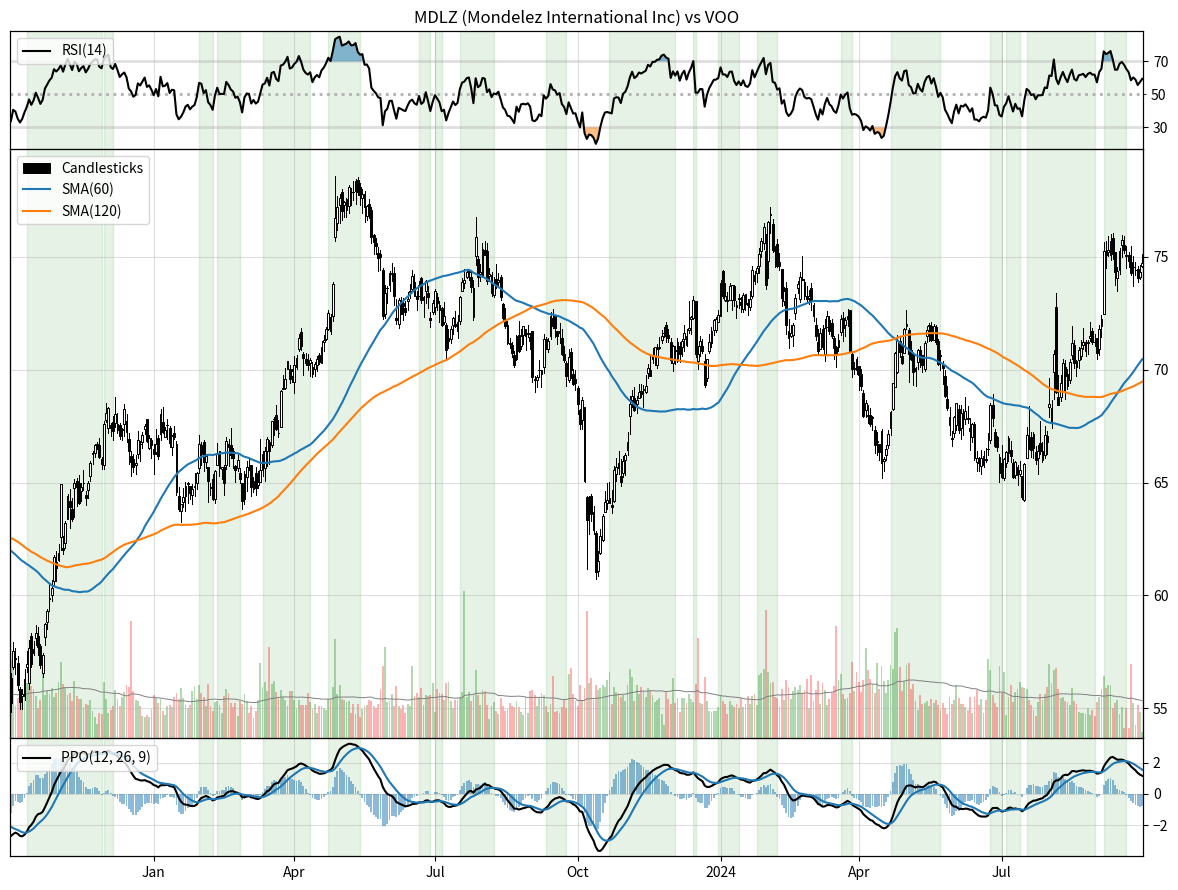 MDLZ (Mondelez International Inc) vs VOO
RSI(14)
70
50
30
Candlesticks
SMA(60)
SMA(120)
75
70
65
60
55
PPO(12, 26, 9)
2
0
−2
Jan Apr Jul Oct 2024 Apr Jul